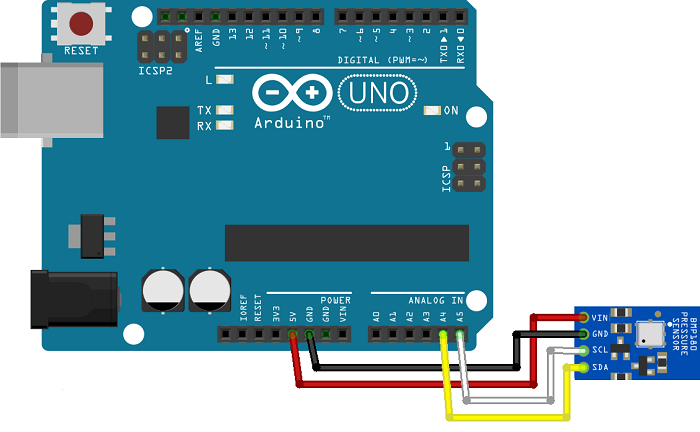 RESET
ICSP2
AREF
GND
13
12
~11
~10
~9
8
7
~6
~5
4
~3
2
TXO▶1
RXO◀0
DIGITAL (PWM=~)
L
TX
RX
UNO
Arduino™
ON
1
ICSP
POWER
ANALOG IN
IOREF
RESET
3V3
5V
GND
GND
VIN
A0
A1
A2
A3
A4
A5
VIN
GND
SCL
SDA
BMP180
PRESSURE
SENSOR